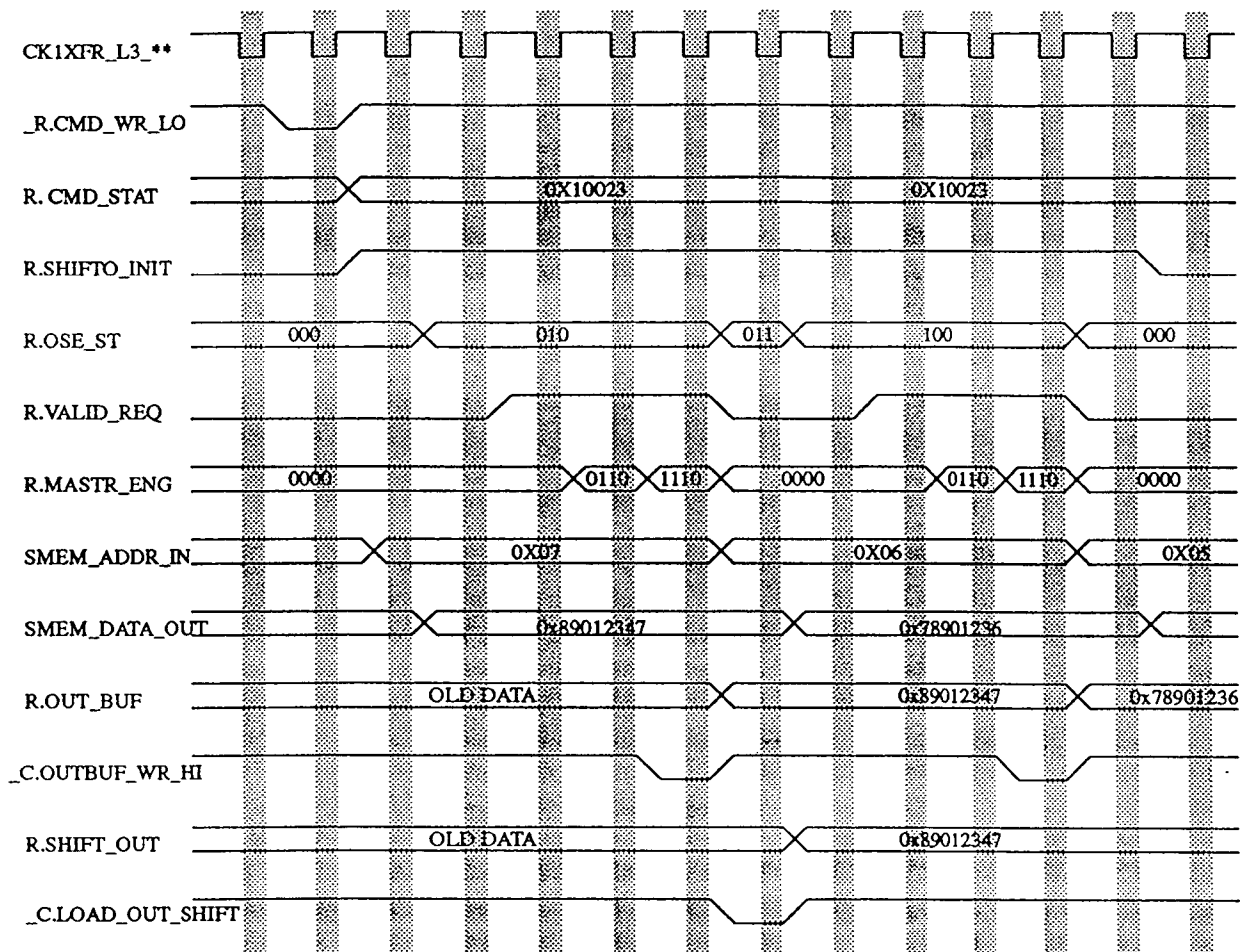 CK1XFR_L3_**
_R.CMD_WR_LO
R. CMD_STAT 0X10023 0X10023
R.SHIFTO_INIT
R.OSE_ST 000 010 011 100 000
R.VALID_REQ
R.MASTR_ENG 0000 0110 1110 0000 0110 1110 0000
SMEM_ADDR_IN 0X07 0X06 0X05
SMEM_DATA_OUT 0x89012347 0x78901236
R.OUT_BUF OLD DATA 0x89012347 0x78901236
_C.OUTBUF_WR_HI
R.SHIFT_OUT OLD DATA 0x89012347
_C.LOAD_OUT_SHIFT